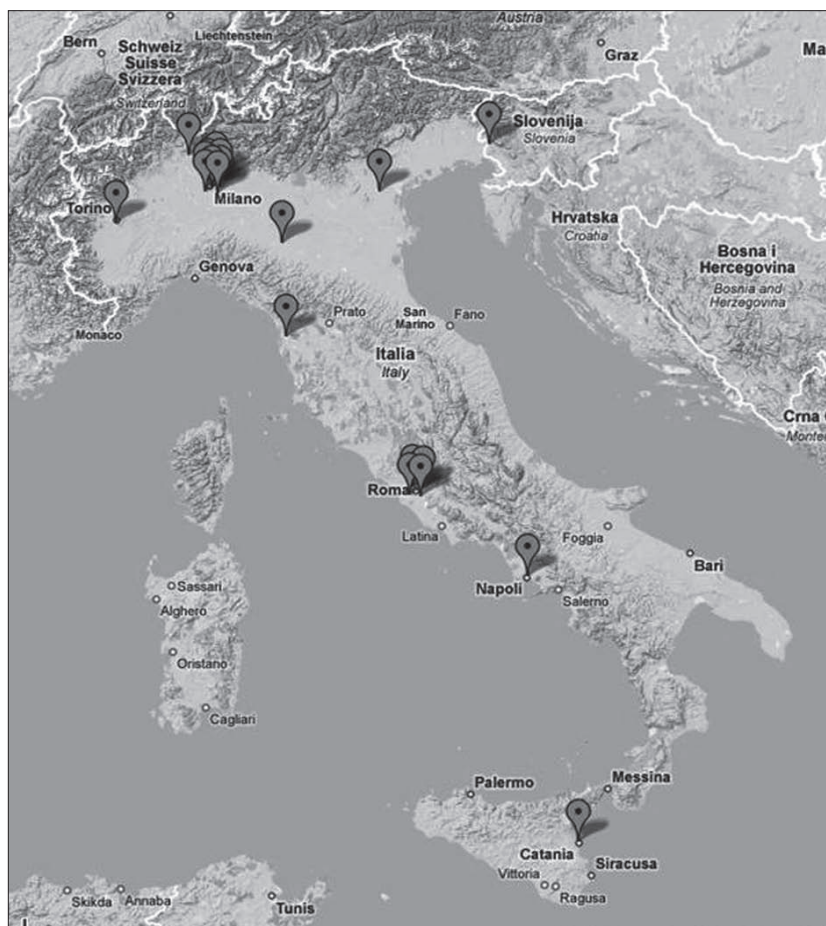 Austria
Bern
Liechtenstein
Graz
Ma
Schweiz
Suisse
Svizzera
Switzerland
Slovenija
Slovenia
Torino
Milano
Hrvatska
Croatia
Bosna i
Hercegovina
Bosnia and
Herzegovina
Genova
Prato
San
Marino
Fano
Monaco
Italia
Italy
Crna
Monten
Roma
Latina
Foggia
Bari
Napoli
Salerno
Sassari
Alghero
Oristano
Cagliari
Messina
Palermo
Catania
Siracusa
Vittoria
Ragusa
Skikda
Annaba
Tunis